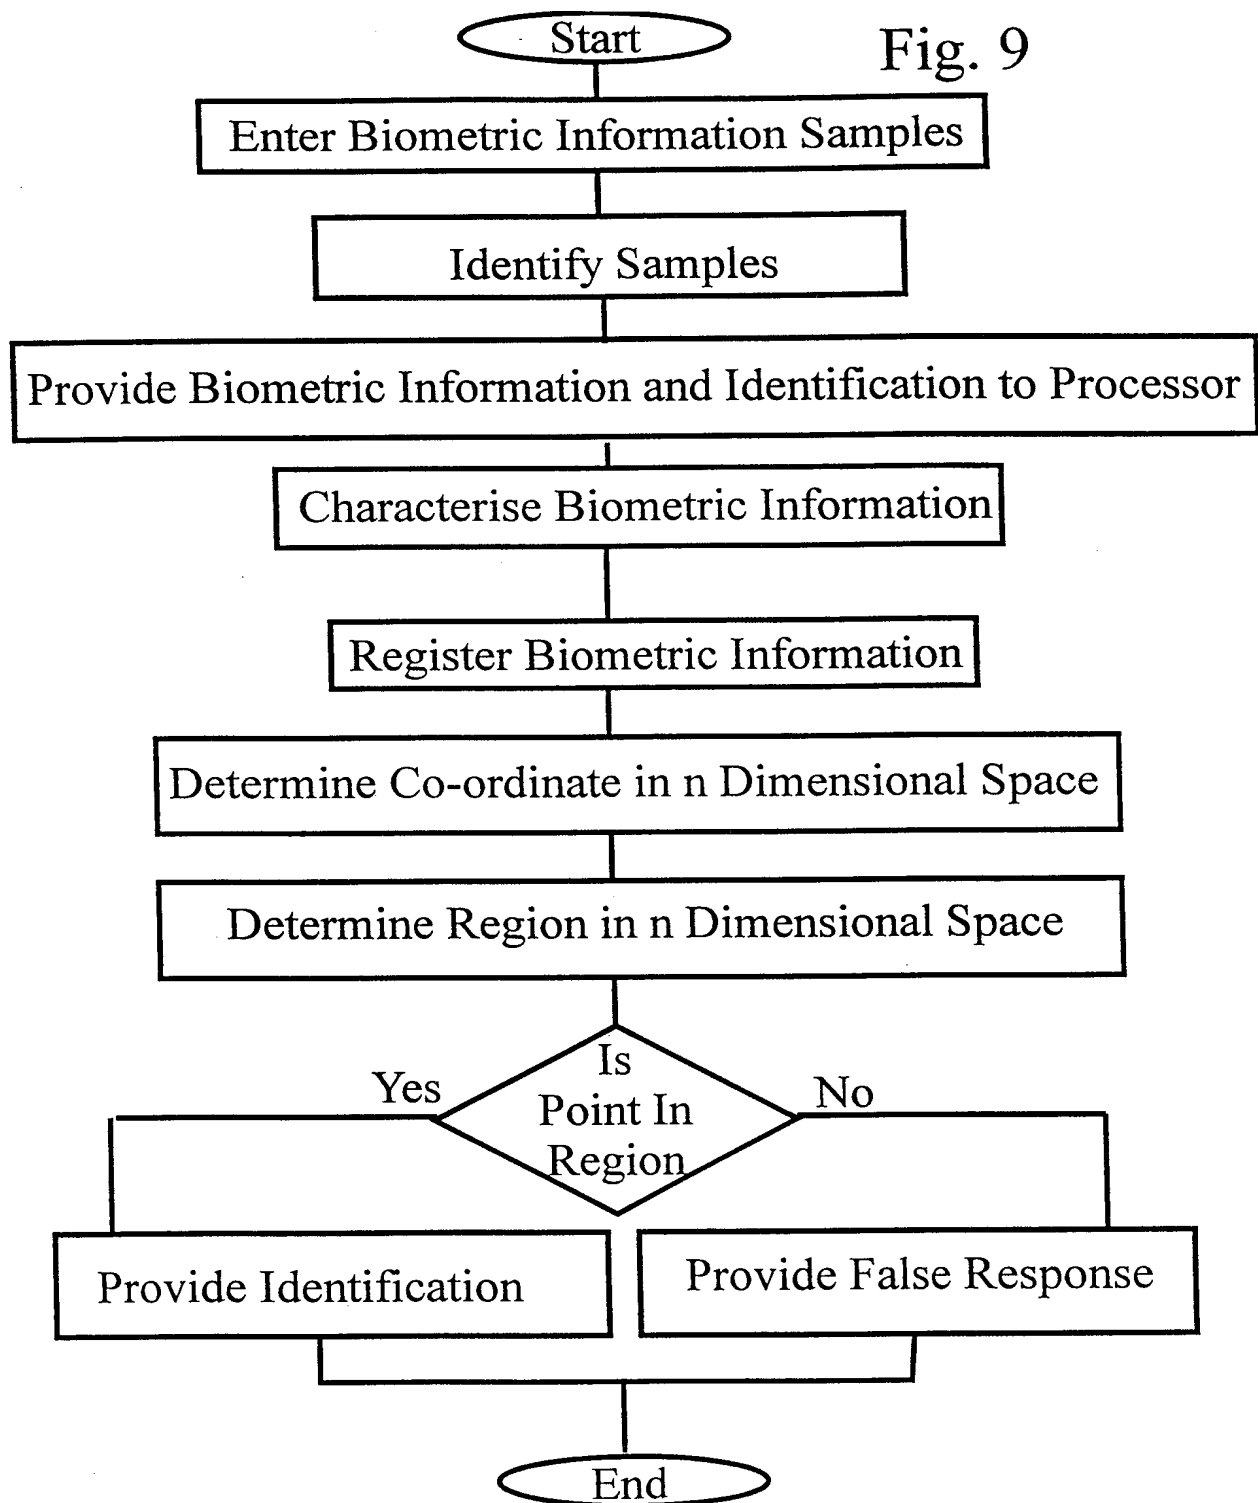 Start
Fig. 9
Enter Biometric Information Samples
Identify Samples
Provide Biometric Information and Identification to Processor
Characterise Biometric Information
Register Biometric Information
Determine Co-ordinate in n Dimensional Space
Determine Region in n Dimensional Space
Is
Point In
Region
Yes
No
Provide Identification
Provide False Response
End